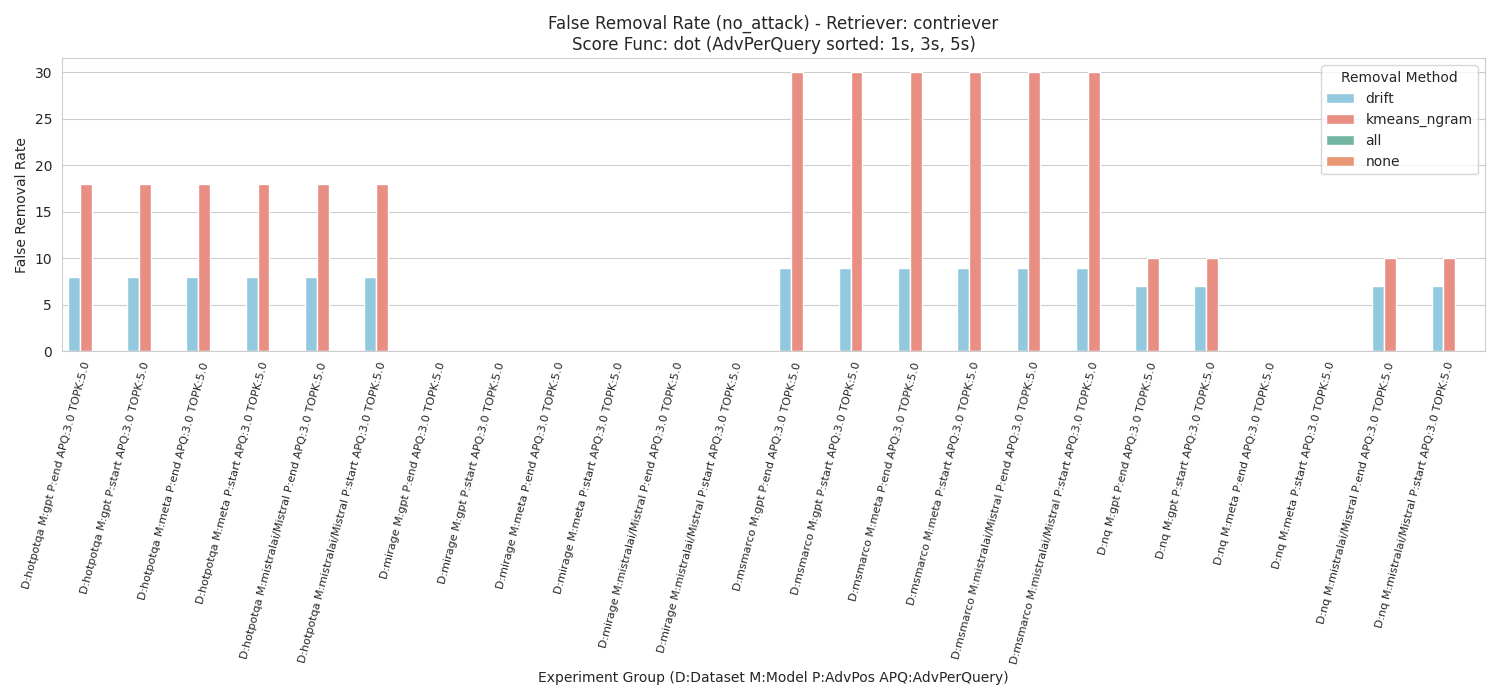 False Removal Rate (no_attack) - Retriever: contriever
Score Func: dot (AdvPerQuery sorted: 1s, 3s, 5s)
Removal Method
drift
kmeans_ngram
all
none
False Removal Rate
30
25
20
15
10
5
0
D:hotpotqa M:gpt P:end APQ:3.0 TOPK:5.0
D:hotpotqa M:gpt P:start APQ:3.0 TOPK:5.0
D:hotpotqa M:meta P:end APQ:3.0 TOPK:5.0
D:hotpotqa M:meta P:start APQ:3.0 TOPK:5.0
D:hotpotqa M:mistralai/Mistral P:end APQ:3.0 TOPK:5.0
D:hotpotqa M:mistralai/Mistral P:start APQ:3.0 TOPK:5.0
D:mirage M:gpt P:end APQ:3.0 TOPK:5.0
D:mirage M:gpt P:start APQ:3.0 TOPK:5.0
D:mirage M:meta P:end APQ:3.0 TOPK:5.0
D:mirage M:meta P:start APQ:3.0 TOPK:5.0
D:mirage M:mistralai/Mistral P:end APQ:3.0 TOPK:5.0
D:mirage M:mistralai/Mistral P:start APQ:3.0 TOPK:5.0
D:msmarco M:gpt P:end APQ:3.0 TOPK:5.0
D:msmarco M:gpt P:start APQ:3.0 TOPK:5.0
D:msmarco M:meta P:end APQ:3.0 TOPK:5.0
D:msmarco M:meta P:start APQ:3.0 TOPK:5.0
D:msmarco M:mistralai/Mistral P:end APQ:3.0 TOPK:5.0
D:msmarco M:mistralai/Mistral P:start APQ:3.0 TOPK:5.0
D:nq M:gpt P:end APQ:3.0 TOPK:5.0
D:nq M:gpt P:start APQ:3.0 TOPK:5.0
D:nq M:meta P:end APQ:3.0 TOPK:5.0
D:nq M:meta P:start APQ:3.0 TOPK:5.0
D:nq M:mistralai/Mistral P:end APQ:3.0 TOPK:5.0
D:nq M:mistralai/Mistral P:start APQ:3.0 TOPK:5.0
Experiment Group (D:Dataset M:Model P:AdvPos APQ:AdvPerQuery)